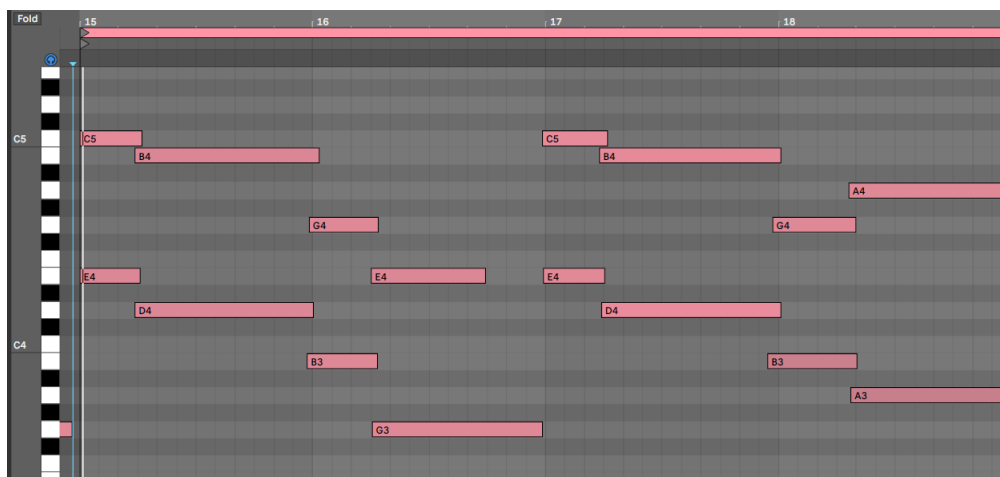 Fold 15 16 17 18
C5 C5 C5
B4 B4
A4
G4 G4
E4 E4 E4
D4 D4
C4
B3 B3
A3
G3